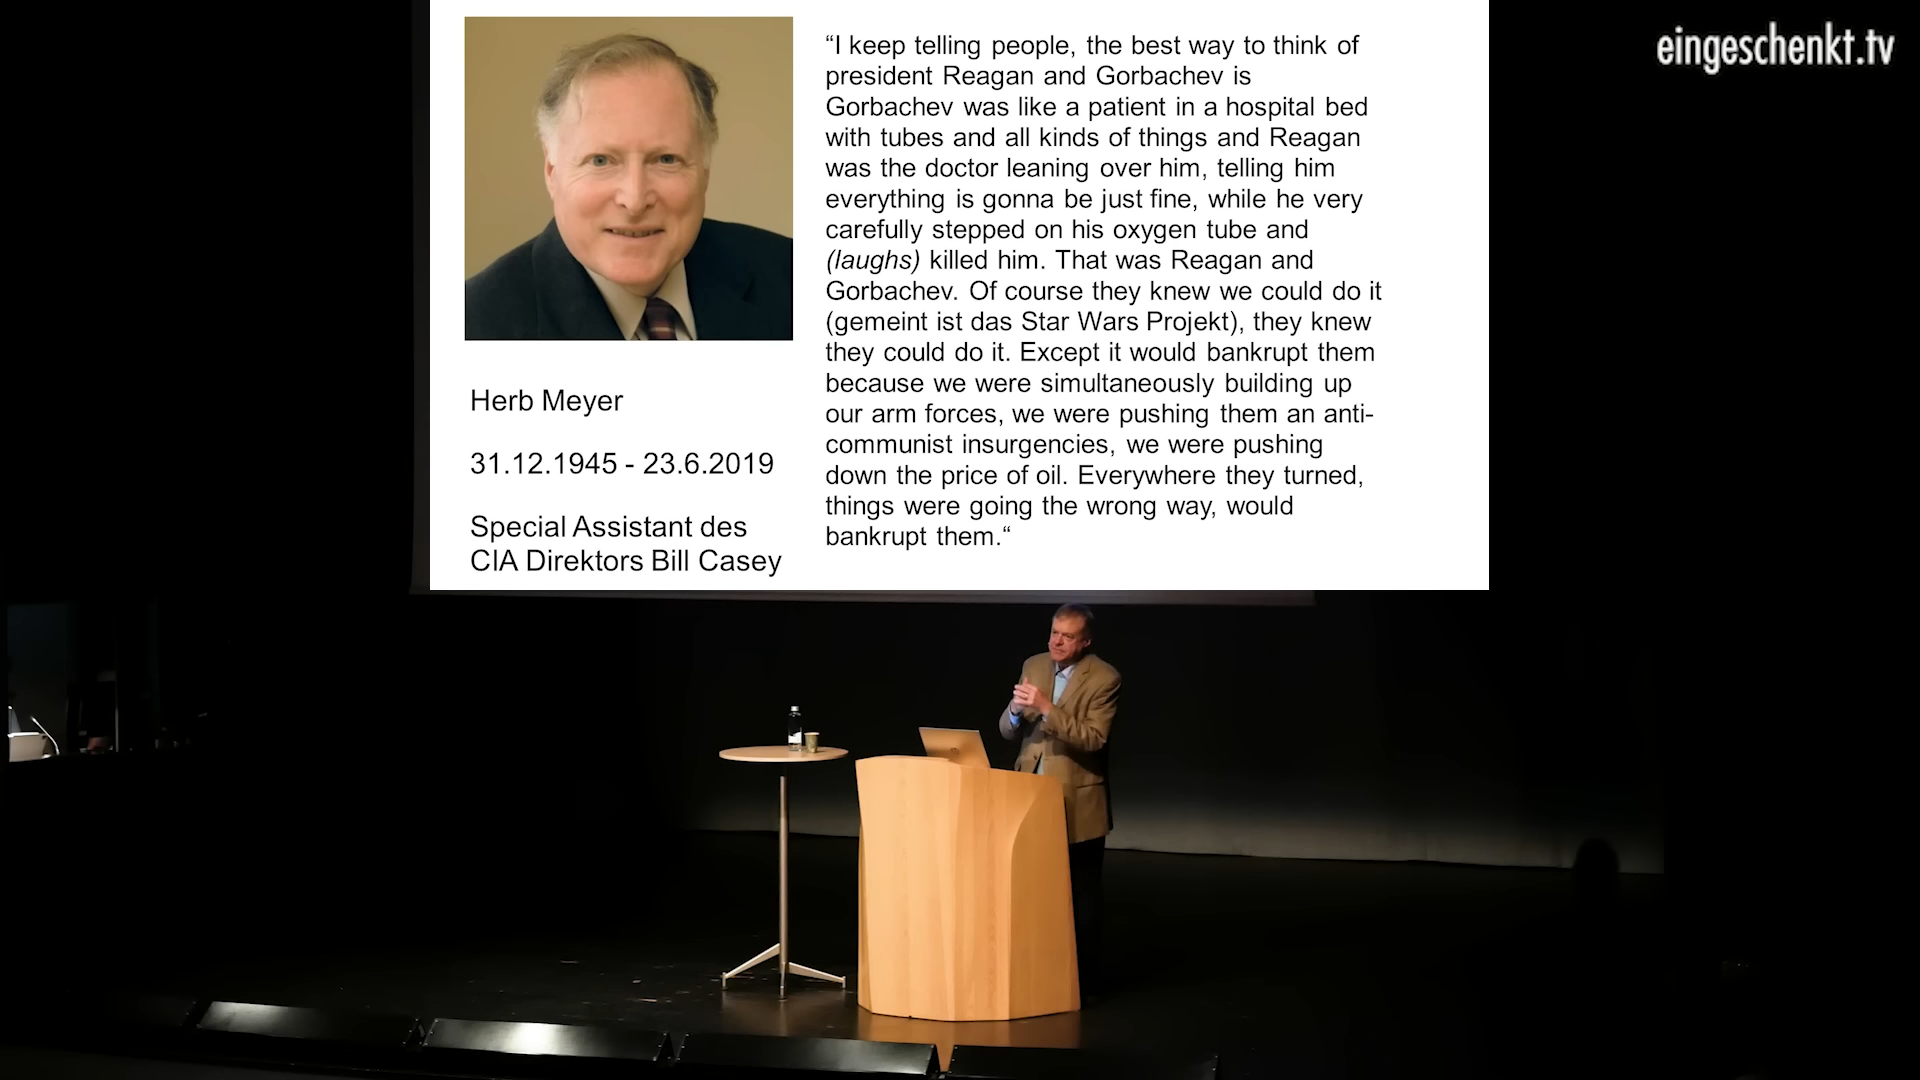 eingeschenkt.tv
“I keep telling people, the best way to think of
president Reagan and Gorbachev is
Gorbachev was like a patient in a hospital bed
with tubes and all kinds of things and Reagan
was the doctor leaning over him, telling him
everything is gonna be just fine, while he very
carefully stepped on his oxygen tube and
(laughs) killed him. That was Reagan and
Gorbachev. Of course they knew we could do it
(gemeint ist das Star Wars Projekt), they knew
they could do it. Except it would bankrupt them
because we were simultaneously building up
our arm forces, we were pushing them an anti-
communist insurgencies, we were pushing
down the price of oil. Everywhere they turned,
things were going the wrong way, would
bankrupt them.“
Herb Meyer
31.12.1945 - 23.6.2019
Special Assistant des
CIA Direktors Bill Casey